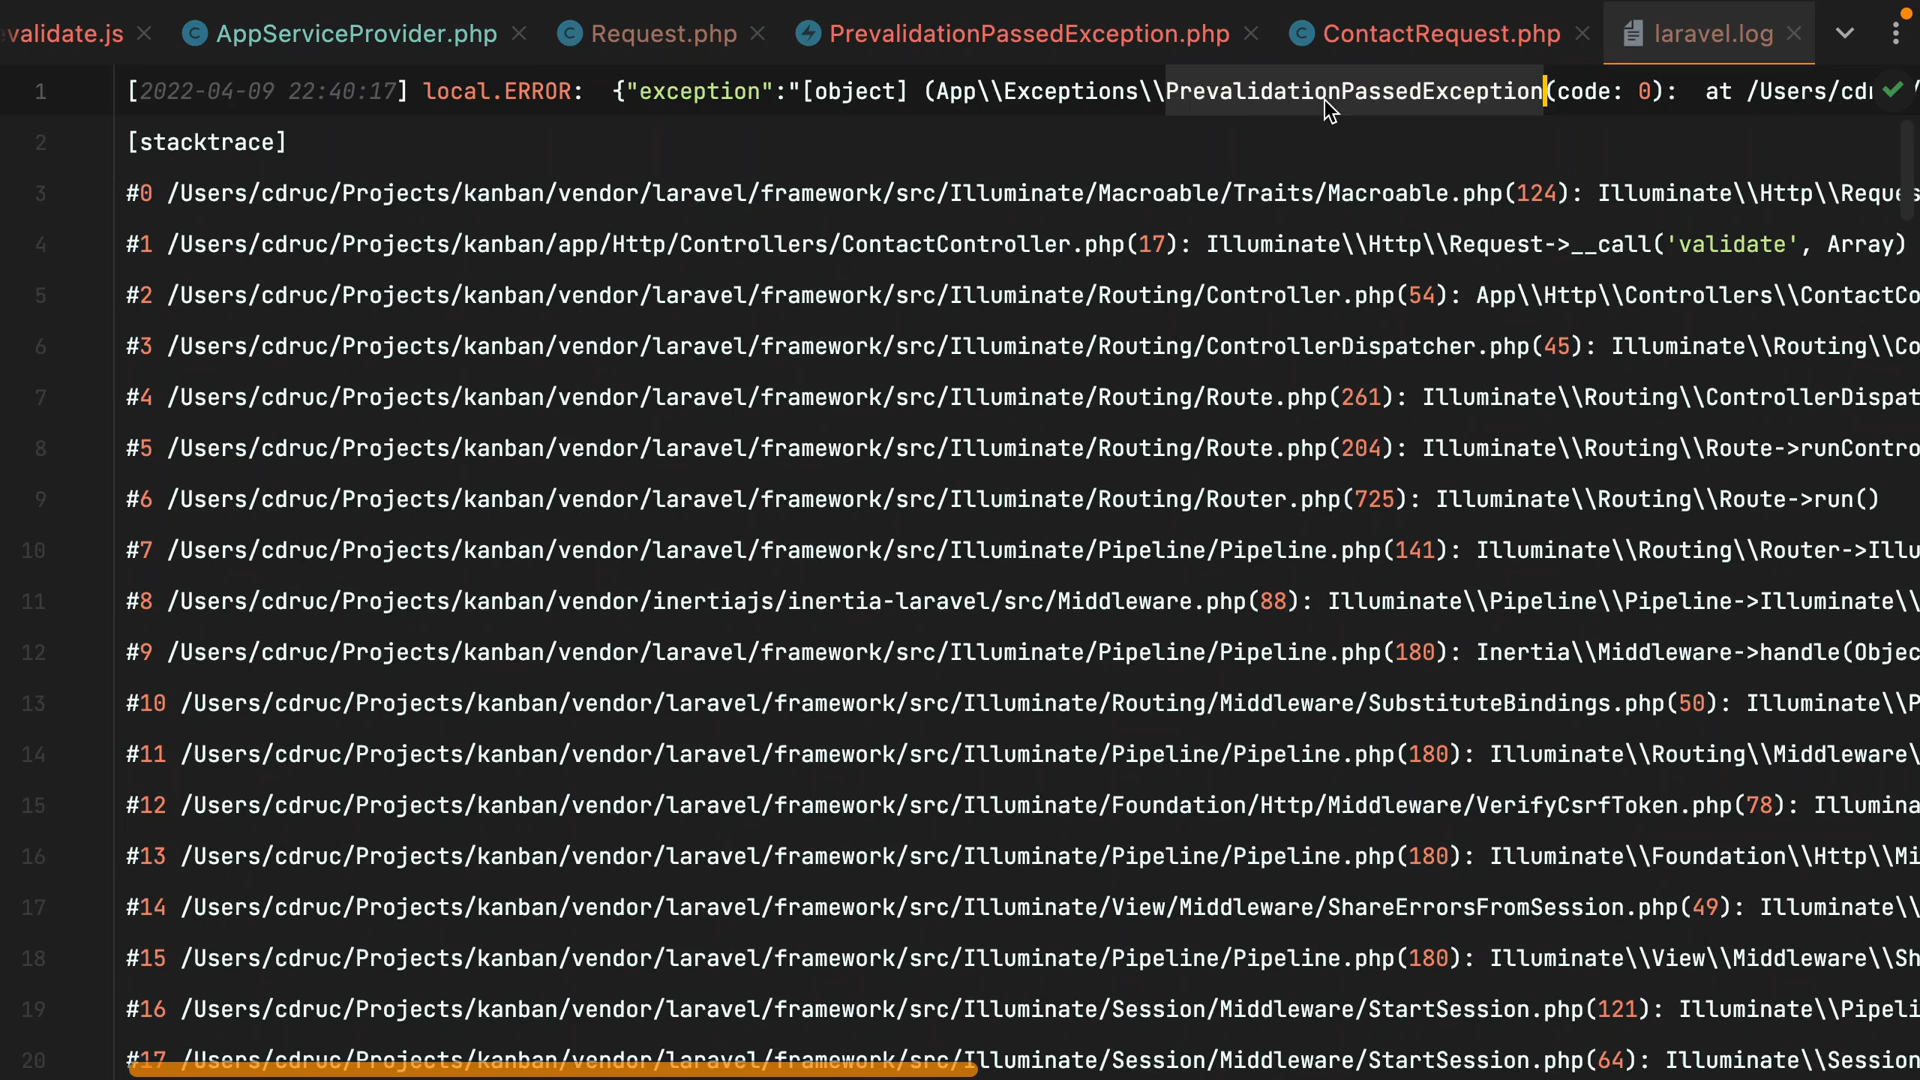 validate.js AppServiceProvider.php Request.php PrevalidationPassedException.php ContactRequest.php laravel.log
1 [2022-04-09 22:40:17] local.ERROR:  {"exception":"[object] (App\\Exceptions\\PrevalidationPassedException(code: 0):  at /Users/cdr
2 [stacktrace]
3 #0 /Users/cdruc/Projects/kanban/vendor/laravel/framework/src/Illuminate/Macroable/Traits/Macroable.php(124): Illuminate\\Http\\Reques
4 #1 /Users/cdruc/Projects/kanban/app/Http/Controllers/ContactController.php(17): Illuminate\\Http\\Request->__call('validate', Array)
5 #2 /Users/cdruc/Projects/kanban/vendor/laravel/framework/src/Illuminate/Routing/Controller.php(54): App\\Http\\Controllers\\ContactCo
6 #3 /Users/cdruc/Projects/kanban/vendor/laravel/framework/src/Illuminate/Routing/ControllerDispatcher.php(45): Illuminate\\Routing\\Co
7 #4 /Users/cdruc/Projects/kanban/vendor/laravel/framework/src/Illuminate/Routing/Route.php(261): Illuminate\\Routing\\ControllerDispat
8 #5 /Users/cdruc/Projects/kanban/vendor/laravel/framework/src/Illuminate/Routing/Route.php(204): Illuminate\\Routing\\Route->runContro
9 #6 /Users/cdruc/Projects/kanban/vendor/laravel/framework/src/Illuminate/Routing/Router.php(725): Illuminate\\Routing\\Route->run()
10 #7 /Users/cdruc/Projects/kanban/vendor/laravel/framework/src/Illuminate/Pipeline/Pipeline.php(141): Illuminate\\Routing\\Router->Illu
11 #8 /Users/cdruc/Projects/kanban/vendor/inertiajs/inertia-laravel/src/Middleware.php(88): Illuminate\\Pipeline\\Pipeline->Illuminate\\
12 #9 /Users/cdruc/Projects/kanban/vendor/laravel/framework/src/Illuminate/Pipeline/Pipeline.php(180): Inertia\\Middleware->handle(Objec
13 #10 /Users/cdruc/Projects/kanban/vendor/laravel/framework/src/Illuminate/Routing/Middleware/SubstituteBindings.php(50): Illuminate\\P
14 #11 /Users/cdruc/Projects/kanban/vendor/laravel/framework/src/Illuminate/Pipeline/Pipeline.php(180): Illuminate\\Routing\\Middleware\
15 #12 /Users/cdruc/Projects/kanban/vendor/laravel/framework/src/Illuminate/Foundation/Http/Middleware/VerifyCsrfToken.php(78): Illumina
16 #13 /Users/cdruc/Projects/kanban/vendor/laravel/framework/src/Illuminate/Pipeline/Pipeline.php(180): Illuminate\\Foundation\\Http\\Mi
17 #14 /Users/cdruc/Projects/kanban/vendor/laravel/framework/src/Illuminate/View/Middleware/ShareErrorsFromSession.php(49): Illuminate\\
18 #15 /Users/cdruc/Projects/kanban/vendor/laravel/framework/src/Illuminate/Pipeline/Pipeline.php(180): Illuminate\\View\\Middleware\\Sh
19 #16 /Users/cdruc/Projects/kanban/vendor/laravel/framework/src/Illuminate/Session/Middleware/StartSession.php(121): Illuminate\\Pipeli
20 #17 /Users/cdruc/Projects/kanban/vendor/laravel/framework/src/Illuminate/Session/Middleware/StartSession.php(64): Illuminate\\Session